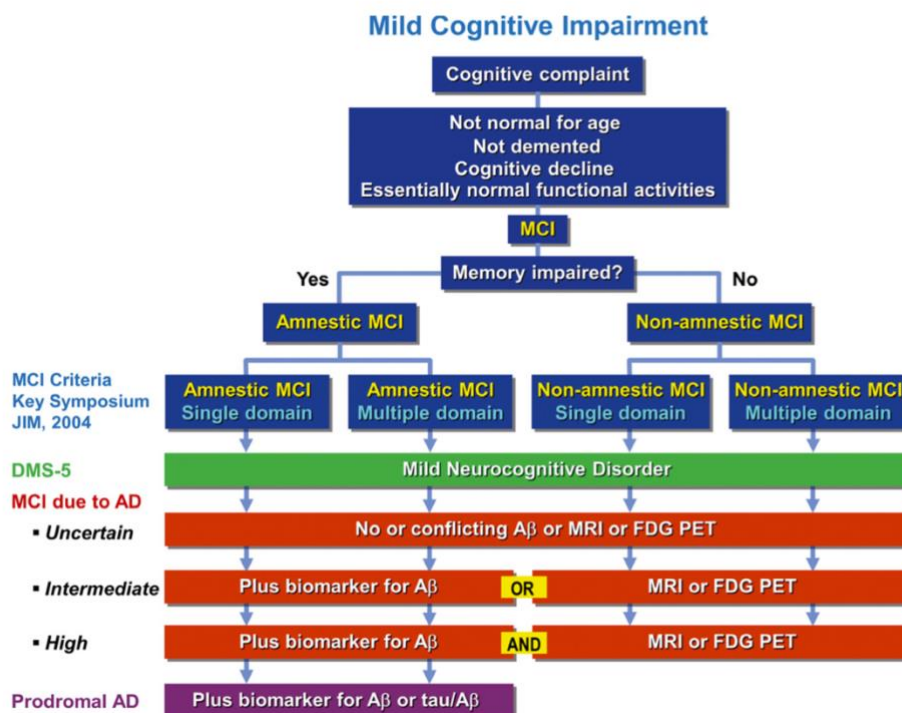 Mild Cognitive Impairment
Cognitive complaint
Not normal for age
Not demented
Cognitive decline
Essentially normal functional activities
MCI
Memory impaired?
Yes
No
Amnestic MCI
Non-amnestic MCI
MCI Criteria
Key Symposium
JIM, 2004
Amnestic MCI
Single domain
Amnestic MCI
Multiple domain
Non-amnestic MCI
Single domain
Non-amnestic MCI
Multiple domain
DMS-5
Mild Neurocognitive Disorder
MCI due to AD
▪ Uncertain
No or conflicting Aβ or MRI or FDG PET
▪ Intermediate
Plus biomarker for Aβ
OR
MRI or FDG PET
▪ High
Plus biomarker for Aβ
AND
MRI or FDG PET
Prodromal AD
Plus biomarker for Aβ or tau/Aβ